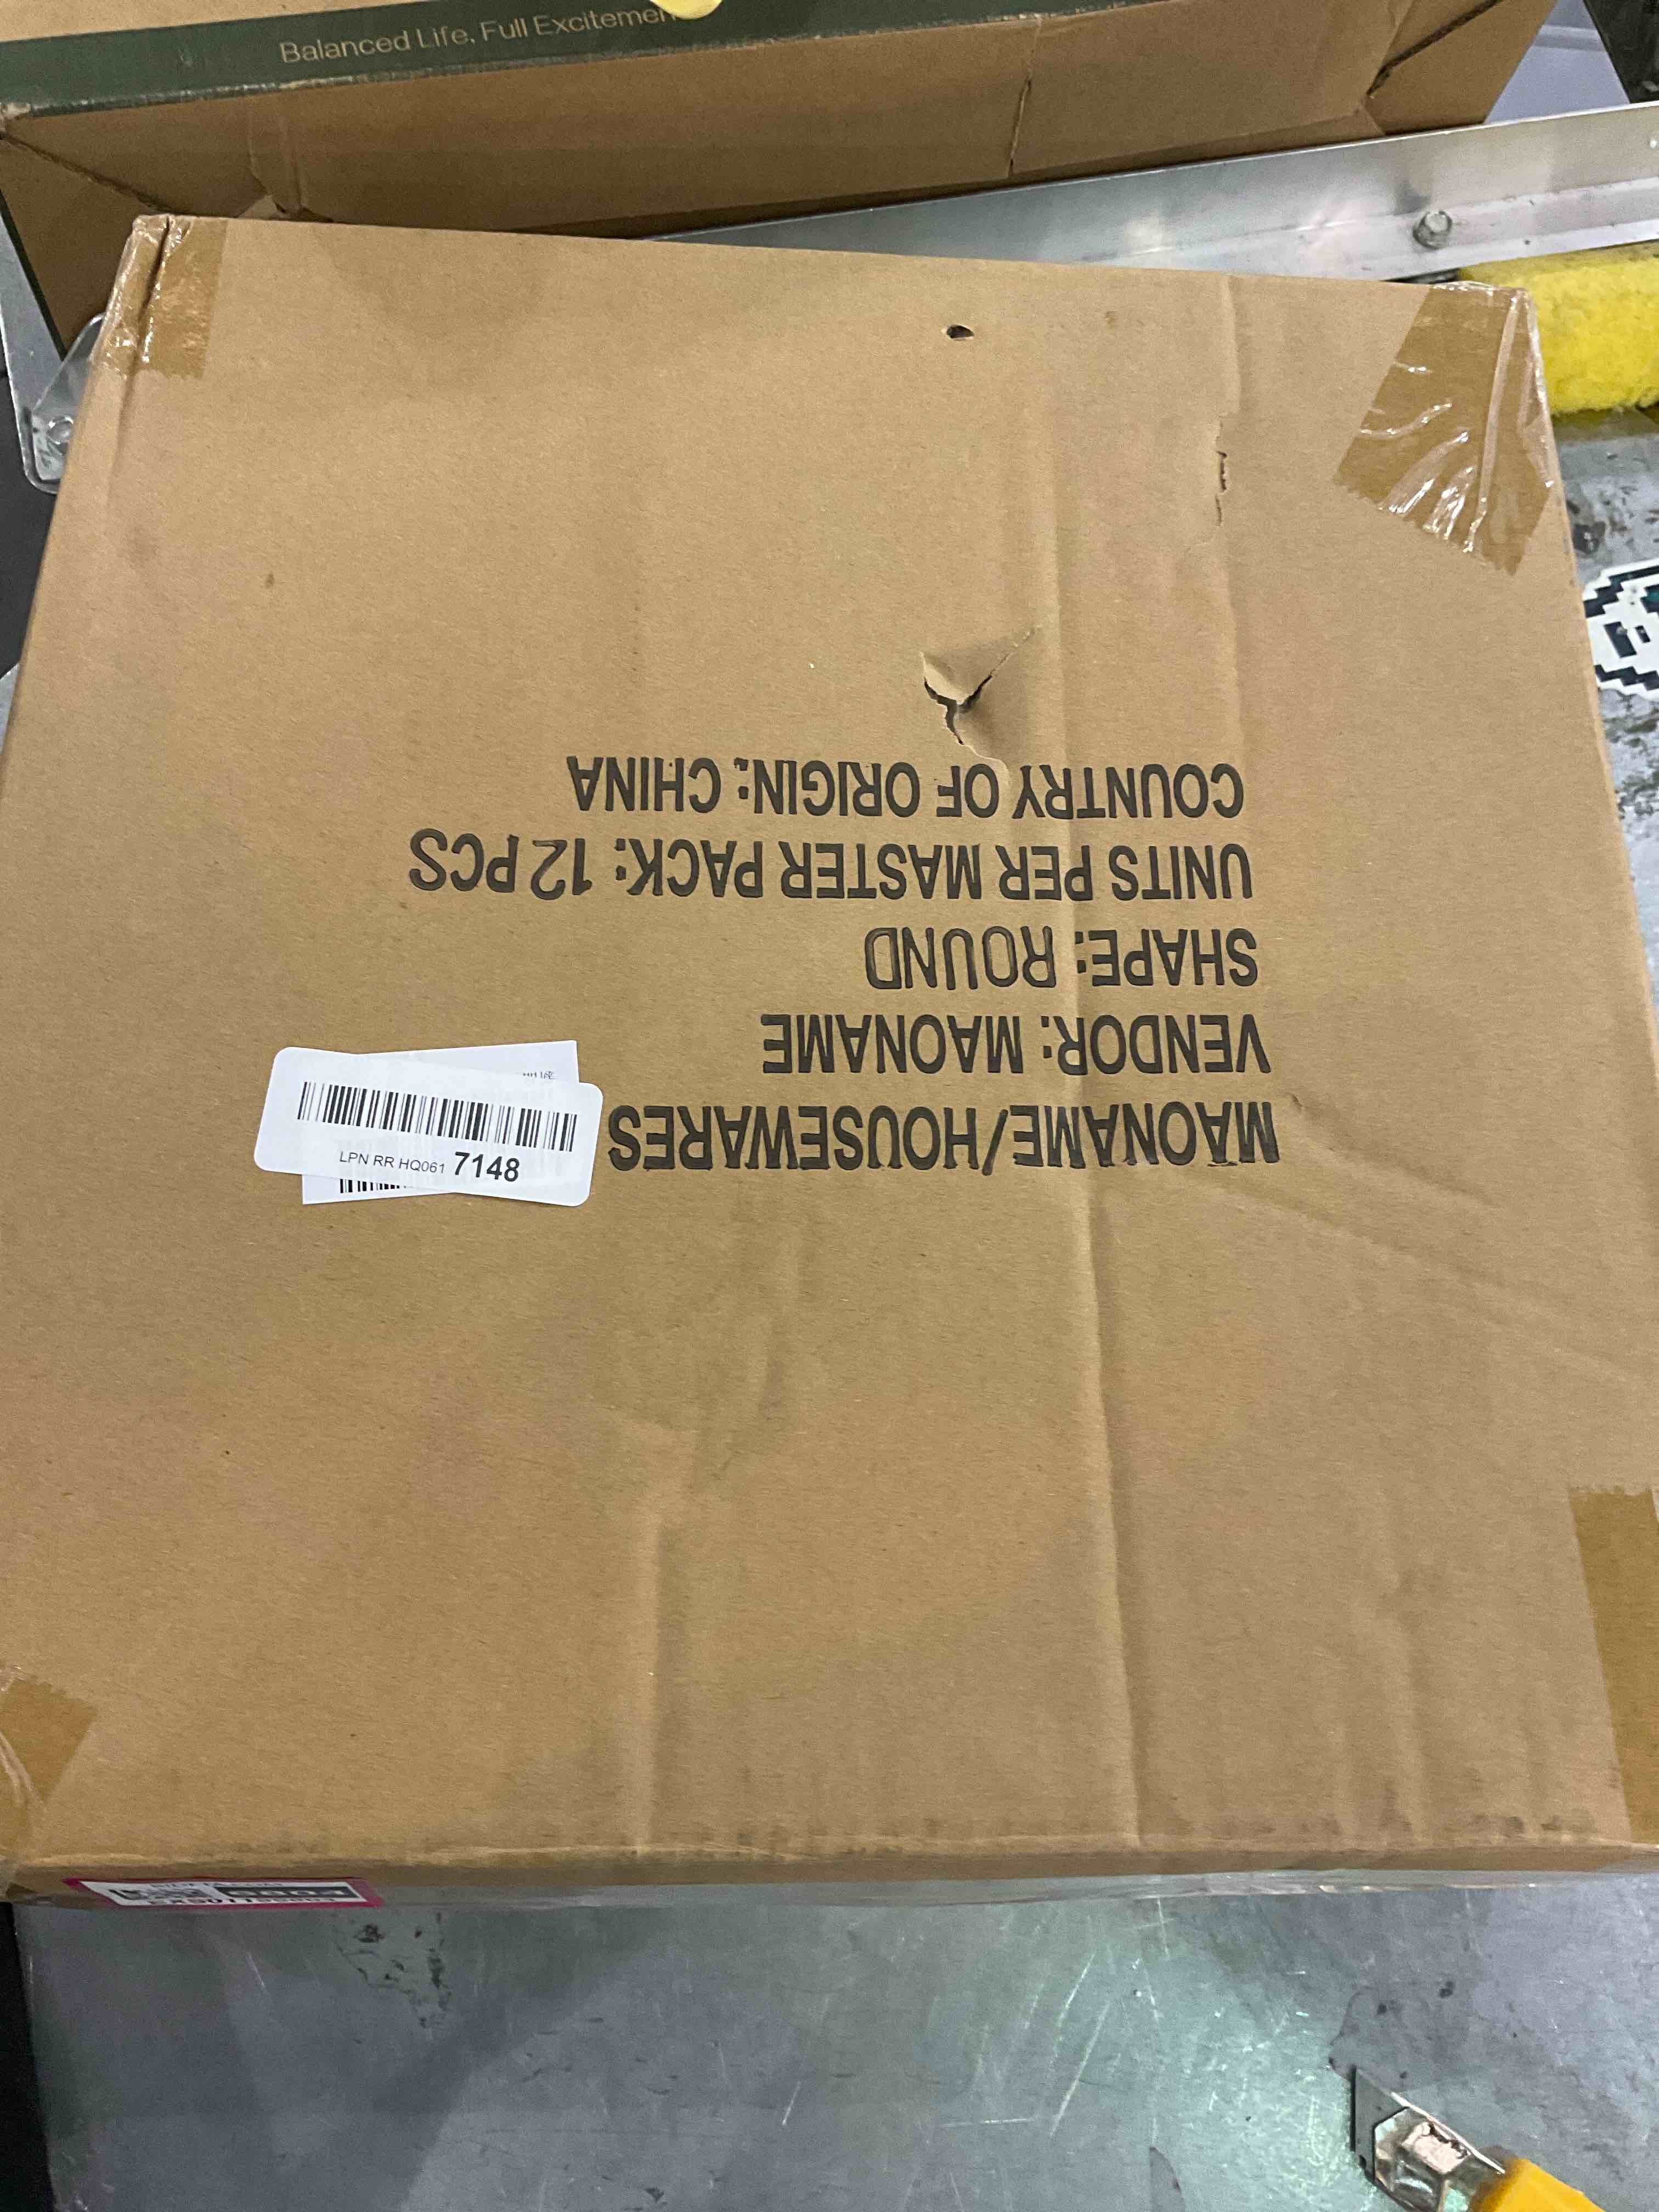 Balanced Life, Full Excitemen
MAONAME/HOUSEWARES
VENDOR: MAONAME
SHAPE: ROUND
UNITS PER MASTER PACK: 12 PCS
COUNTRY OF ORIGIN: CHINA
LPN RR HQ061 7148